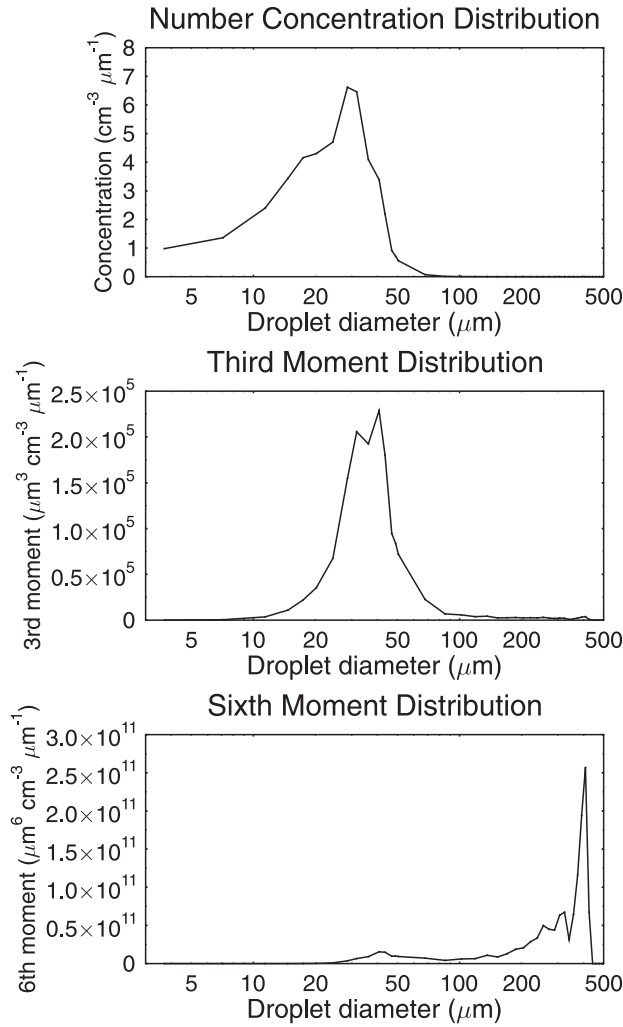 Number Concentration Distribution
Concentration (cm⁻³ μm⁻¹)
8
7
6
5
4
3
2
1
0
5 10 20 50 100 200 500
Droplet diameter (μm)
Third Moment Distribution
3rd moment (μm³ cm⁻³ μm⁻¹)
2.5×10⁵
2.0×10⁵
1.5×10⁵
1.0×10⁵
0.5×10⁵
0
5 10 20 50 100 200 500
Droplet diameter (μm)
Sixth Moment Distribution
6th moment (μm⁶ cm⁻³ μm⁻¹)
3.0×10¹¹
2.5×10¹¹
2.0×10¹¹
1.5×10¹¹
1.0×10¹¹
0.5×10¹¹
0
5 10 20 50 100 200 500
Droplet diameter (μm)